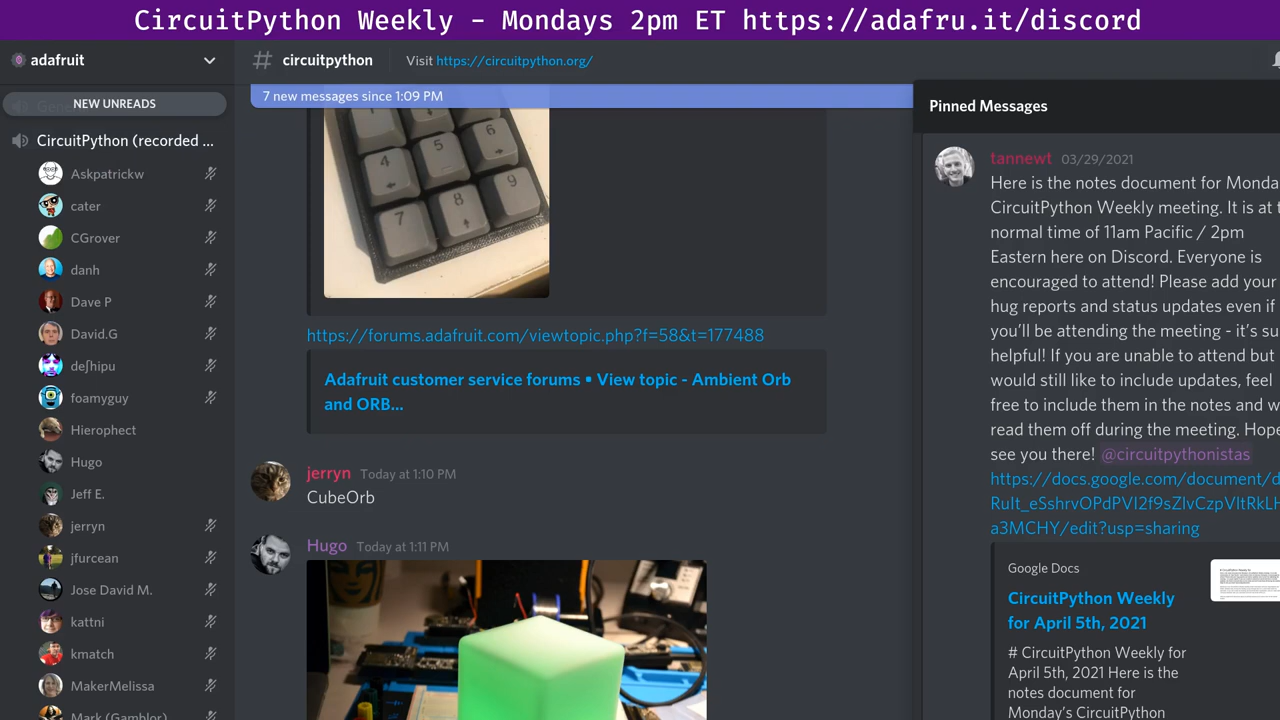 CircuitPython Weekly - Mondays 2pm ET https://adafru.it/discord
adafruit
# circuitpython
Visit https://circuitpython.org/
NEW UNREADS
7 new messages since 1:09 PM
Pinned Messages
CircuitPython (recorded ...
Askpatrickw
cater
CGrover
danh
Dave P
David.G
deʃhipu
foamyguy
Hierophect
Hugo
Jeff E.
jerryn
jfurcean
Jose David M.
kattni
kmatch
MakerMelissa
Mark (Gamblor)
4
5
6
7
8
9
https://forums.adafruit.com/viewtopic.php?f=58&t=177488
Adafruit customer service forums • View topic - Ambient Orb
and ORB...
jerryn Today at 1:10 PM
CubeOrb
Hugo Today at 1:11 PM
tannewt 03/29/2021
Here is the notes document for Monda
CircuitPython Weekly meeting. It is at t
normal time of 11am Pacific / 2pm
Eastern here on Discord. Everyone is
encouraged to attend! Please add your
hug reports and status updates even if
you'll be attending the meeting - it's su
helpful! If you are unable to attend but
would still like to include updates, feel
free to include them in the notes and w
read them off during the meeting. Hope
see you there! @circuitpythonistas
https://docs.google.com/document/d
RuIt_eSshrvOPdPVI2f9sZlvCzpVltRkLH
a3MCHY/edit?usp=sharing
Google Docs
CircuitPython Weekly
for April 5th, 2021
# CircuitPython Weekly for
April 5th, 2021 Here is the
notes document for
Monday's CircuitPython